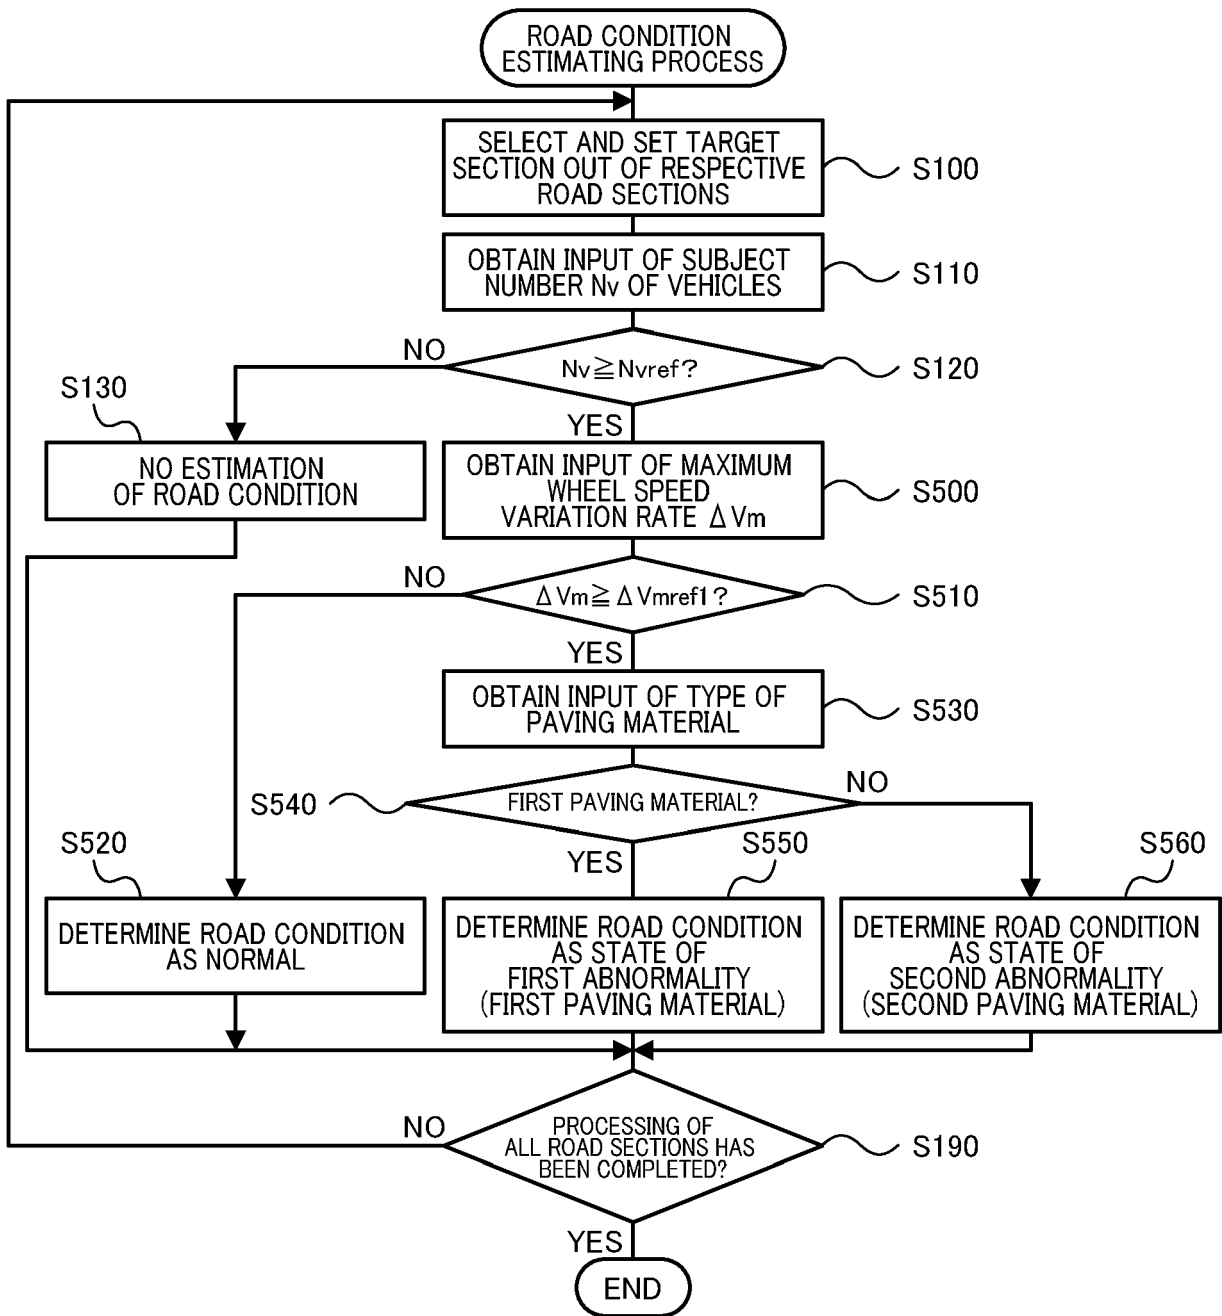 ROAD CONDITION
ESTIMATING PROCESS
SELECT AND SET TARGET
SECTION OUT OF RESPECTIVE
ROAD SECTIONS
S100
OBTAIN INPUT OF SUBJECT
NUMBER Nv OF VEHICLES
S110
NO
Nv≧Nvref?
S120
S130
YES
NO ESTIMATION
OF ROAD CONDITION
OBTAIN INPUT OF MAXIMUM
WHEEL SPEED
VARIATION RATE ΔVm
S500
NO
ΔVm≧ΔVmref1?
S510
YES
OBTAIN INPUT OF TYPE OF
PAVING MATERIAL
S530
S540
FIRST PAVING MATERIAL?
NO
S520
YES
S550
S560
DETERMINE ROAD CONDITION
AS NORMAL
DETERMINE ROAD CONDITION
AS STATE OF
FIRST ABNORMALITY
(FIRST PAVING MATERIAL)
DETERMINE ROAD CONDITION
AS STATE OF
SECOND ABNORMALITY
(SECOND PAVING MATERIAL)
NO
PROCESSING OF
ALL ROAD SECTIONS HAS
BEEN COMPLETED?
S190
YES
END